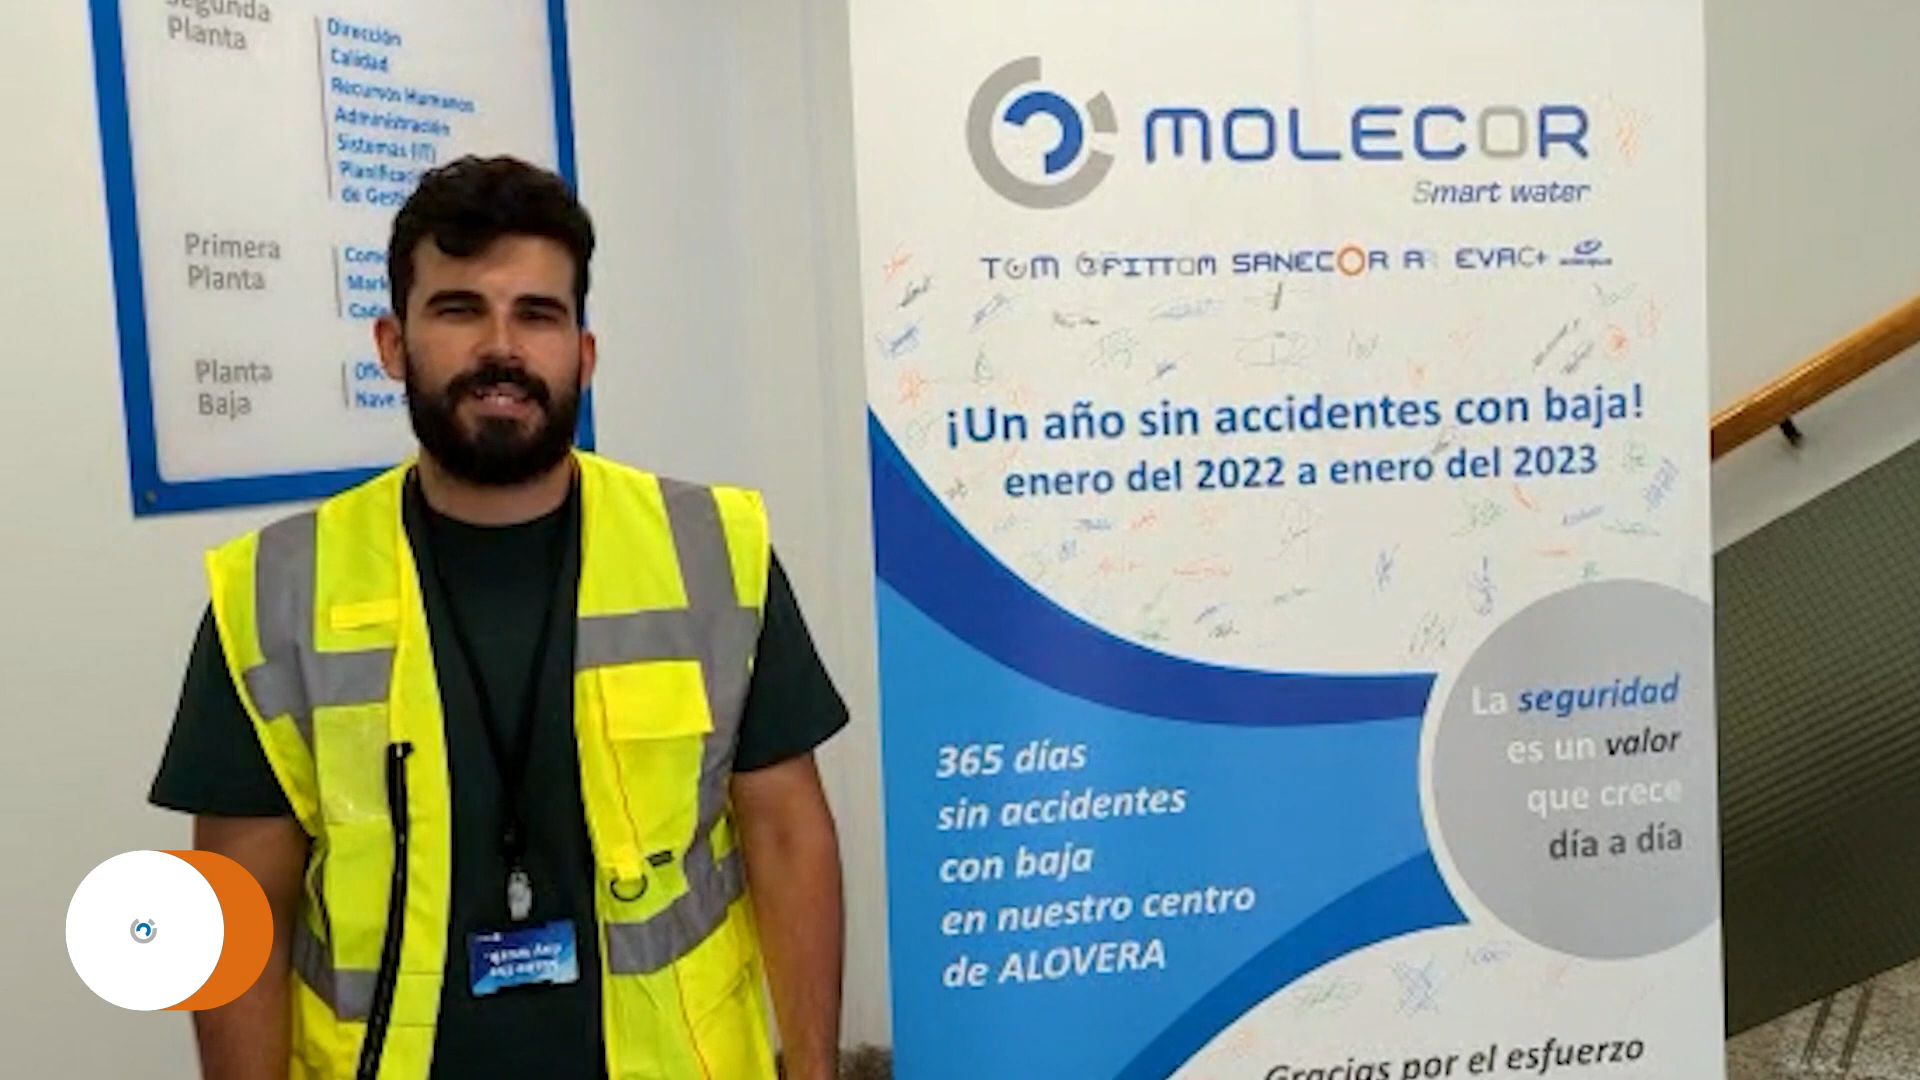 Segunda
Planta
Dirección
Calidad
Recursos Humanos
Administración
Sistemas (IT)
de
Primera
Planta
Planta
Baja
Nave
MOLECOR
Smart water
TOM FITTOM SANECOR EVAC+
¡Un año sin accidentes con baja!
enero del 2022 a enero del 2023
365 días
sin accidentes
con baja
en nuestro centro
de ALOVERA
La seguridad
es un valor
que crece
día a día
Gracias por el esfuerzo